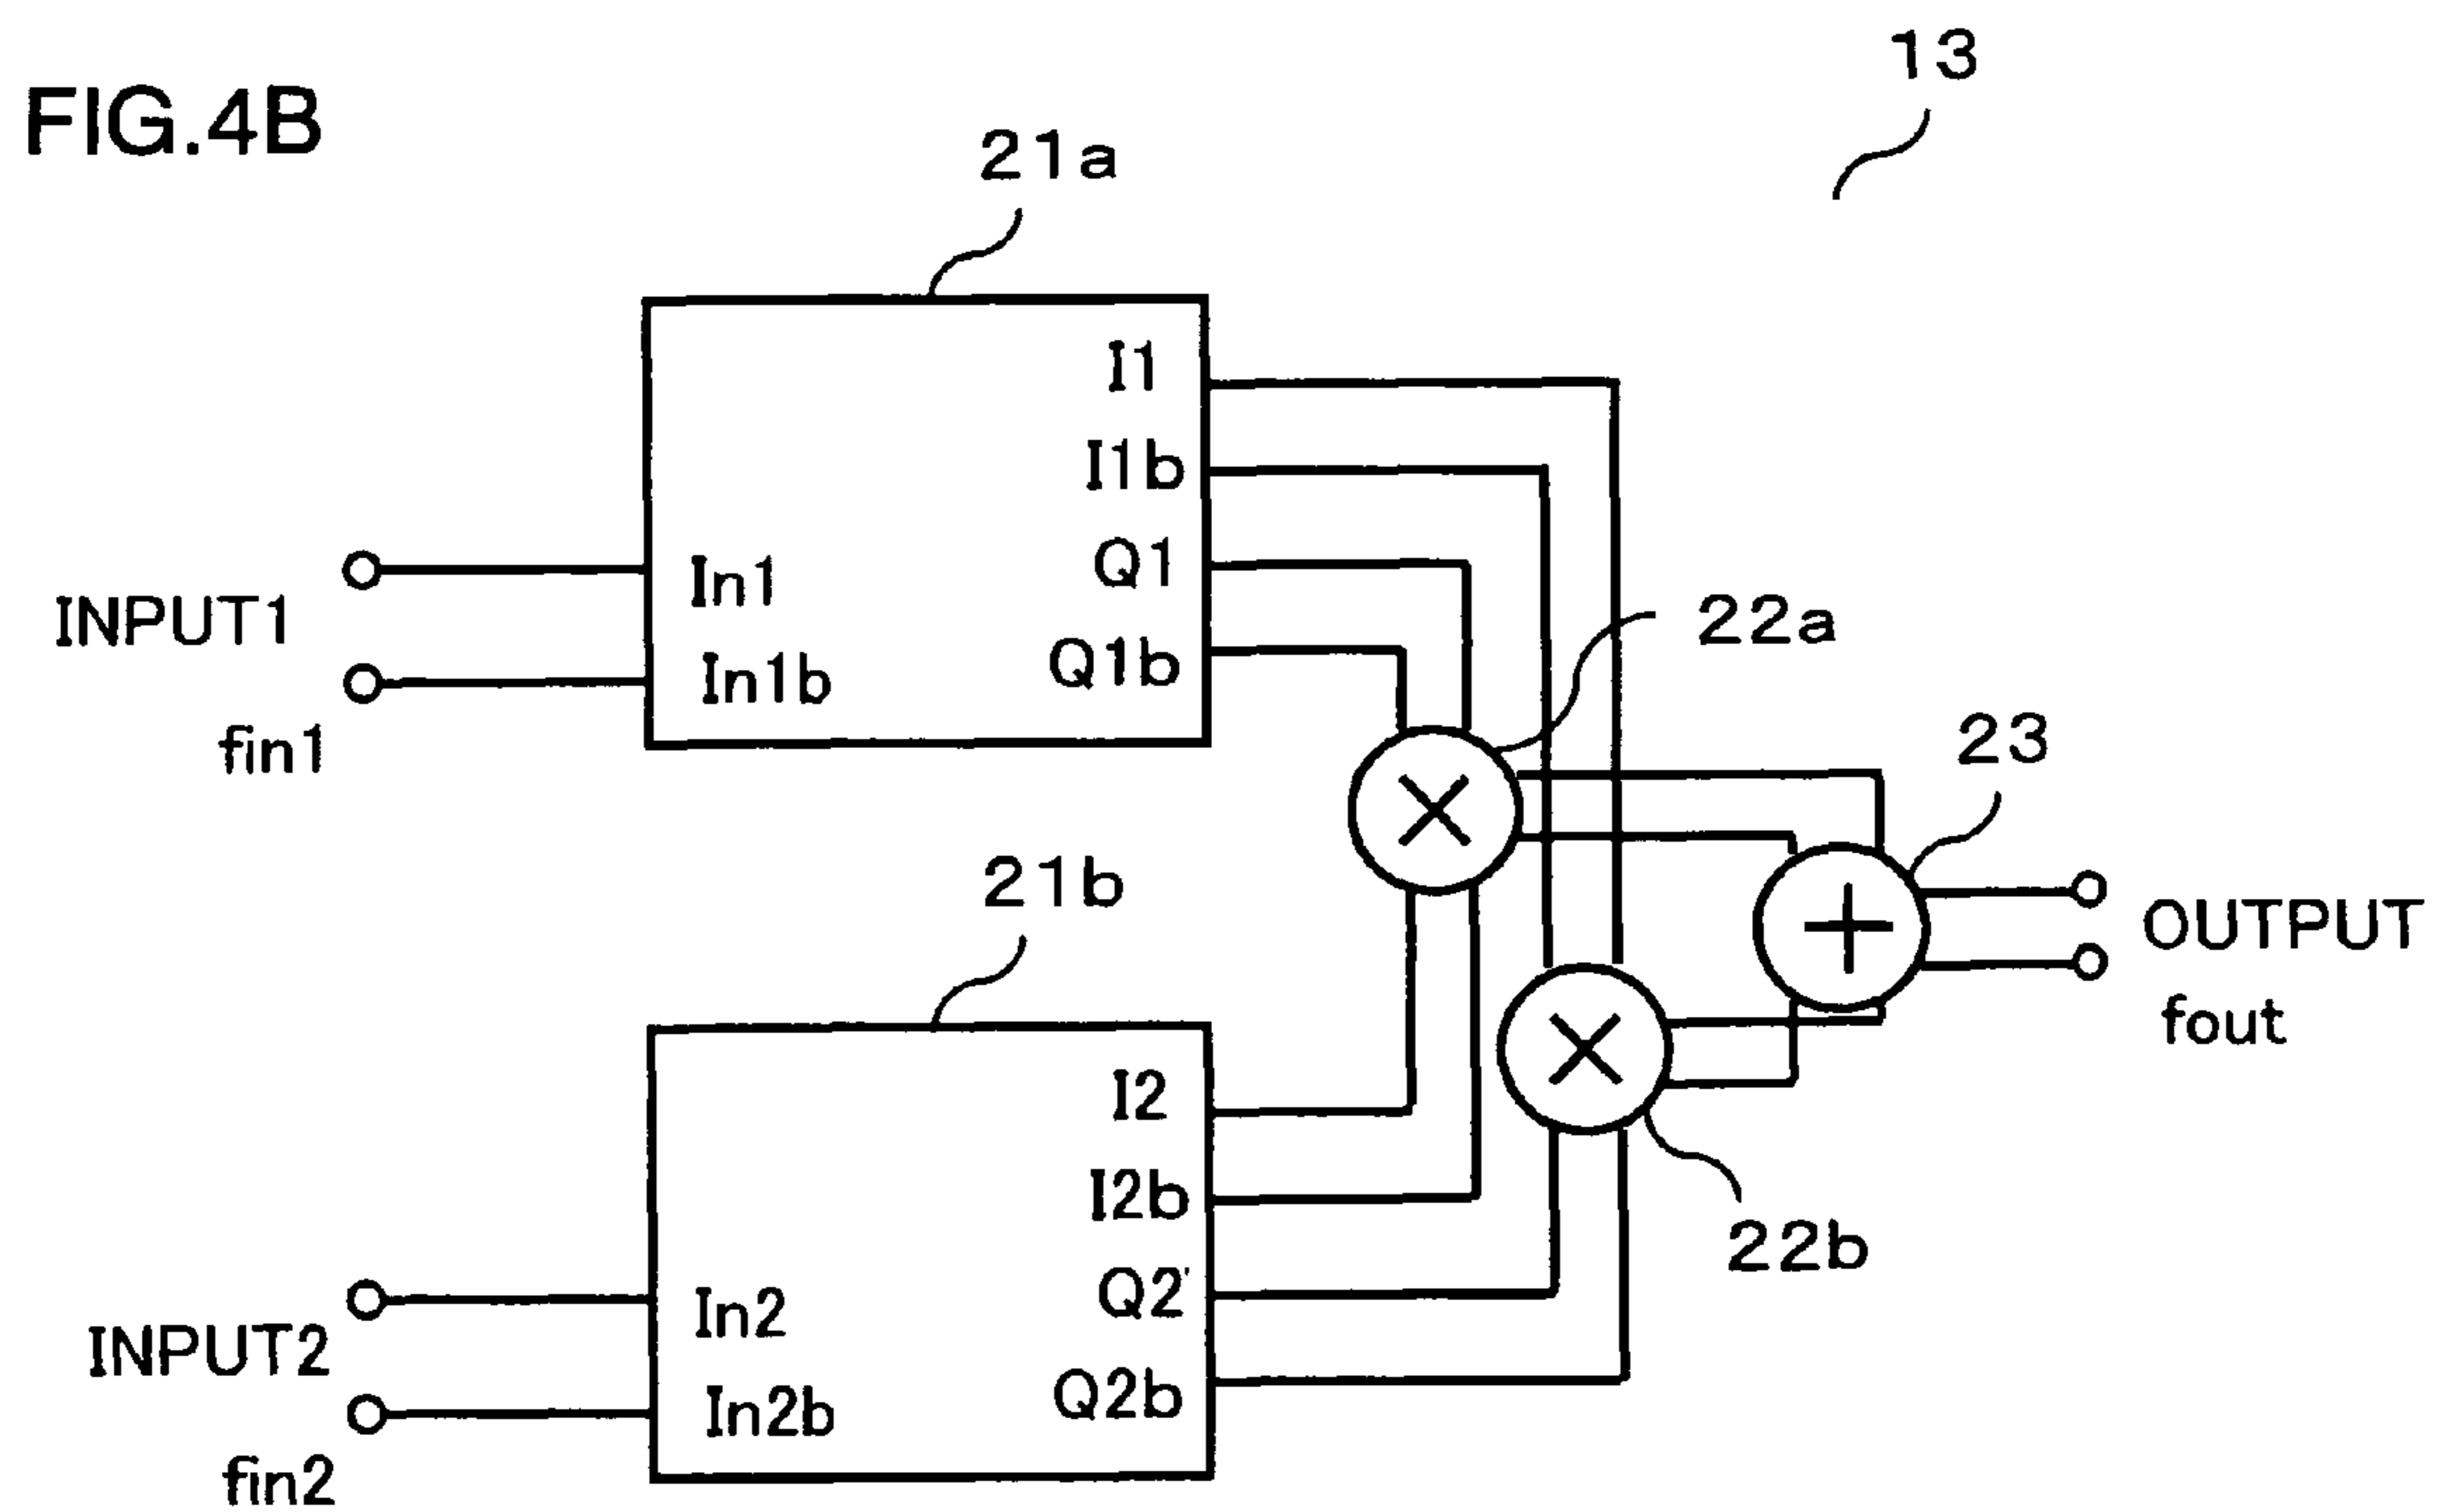 FIG.4B
13
21a
I1
I1b
Q1
Q1b
In1
In1b
INPUT1
fin1
22a
23
21b
OUTPUT
fout
I2
I2b
Q2'
Q2b
In2
In2b
INPUT2
fin2
22b